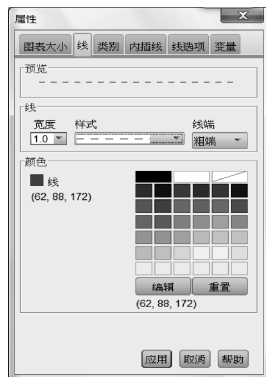 属性
图表大小 线 类别 内插线 线选项 变量
预览
线
宽度 样式 线端
1.0 粗端
颜色
线
(62, 88, 172)
编辑 重置
(62, 88, 172)
应用 取消 帮助